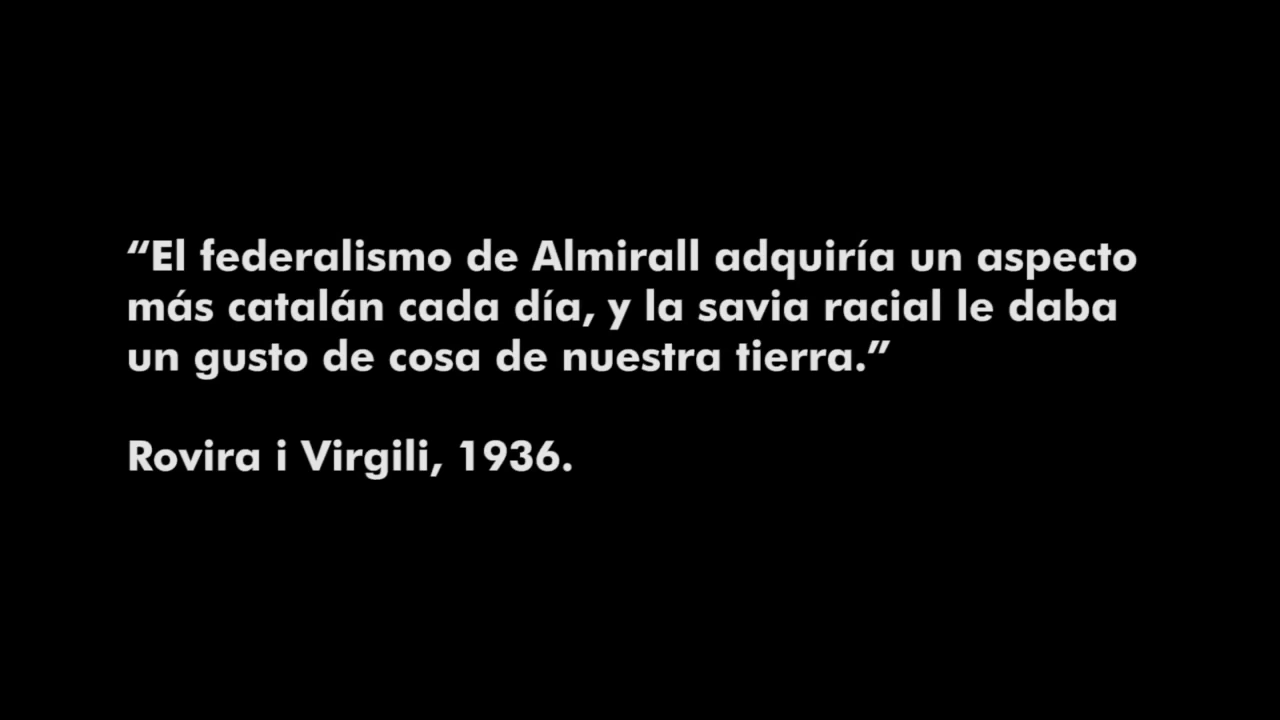 “El federalismo de Almirall adquiría un aspecto
más catalán cada día, y la savia racial le daba
un gusto de cosa de nuestra tierra.”
Rovira i Virgili, 1936.